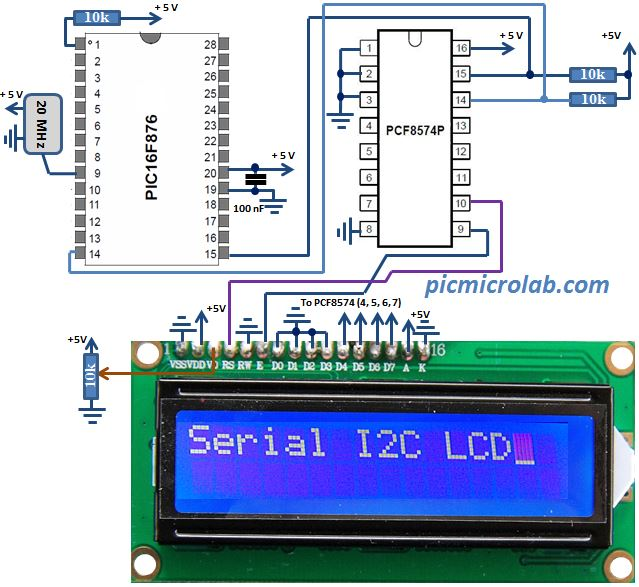 10k
+ 5 V
1 28
2 27
3 26
4 25
5 24
6 23
7 22
8 21
9 20
10 19
11 18
12 17
13 16
14 15
PIC16F876
+ 5 V
20 MHz
+ 5 V
100 nF
1 16
2 15
3 14
4 13
5 12
6 11
7 10
8 9
PCF8574P
+ 5 V
+5V
10k
10k
picmicrolab.com
To PCF8574 (4, 5, 6, 7)
+5V
+5V
+5V
10k
1 16
VSS VDD V0 RS RW E D0 D1 D2 D3 D4 D5 D6 D7 A K
Serial I2C LCD